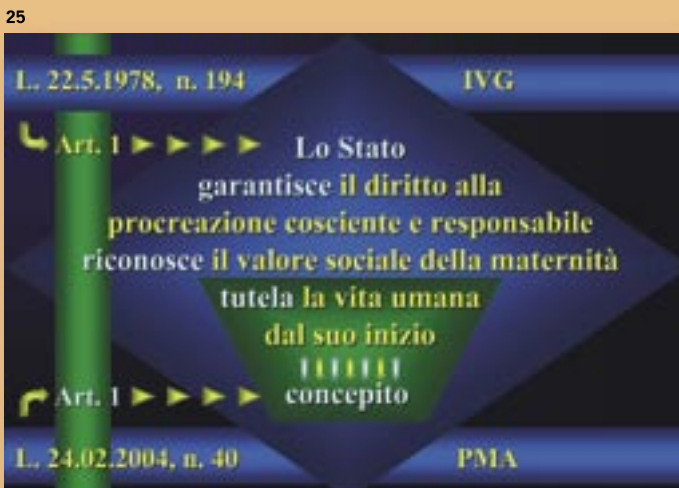 25
L. 22.5.1978, n. 194 IVG
Art. 1 Lo Stato
garantisce il diritto alla
procreazione cosciente e responsabile
riconosce il valore sociale della maternità
tutela la vita umana
dal suo inizio
Art. 1 concepito
L. 24.02.2004, n. 40 PMA